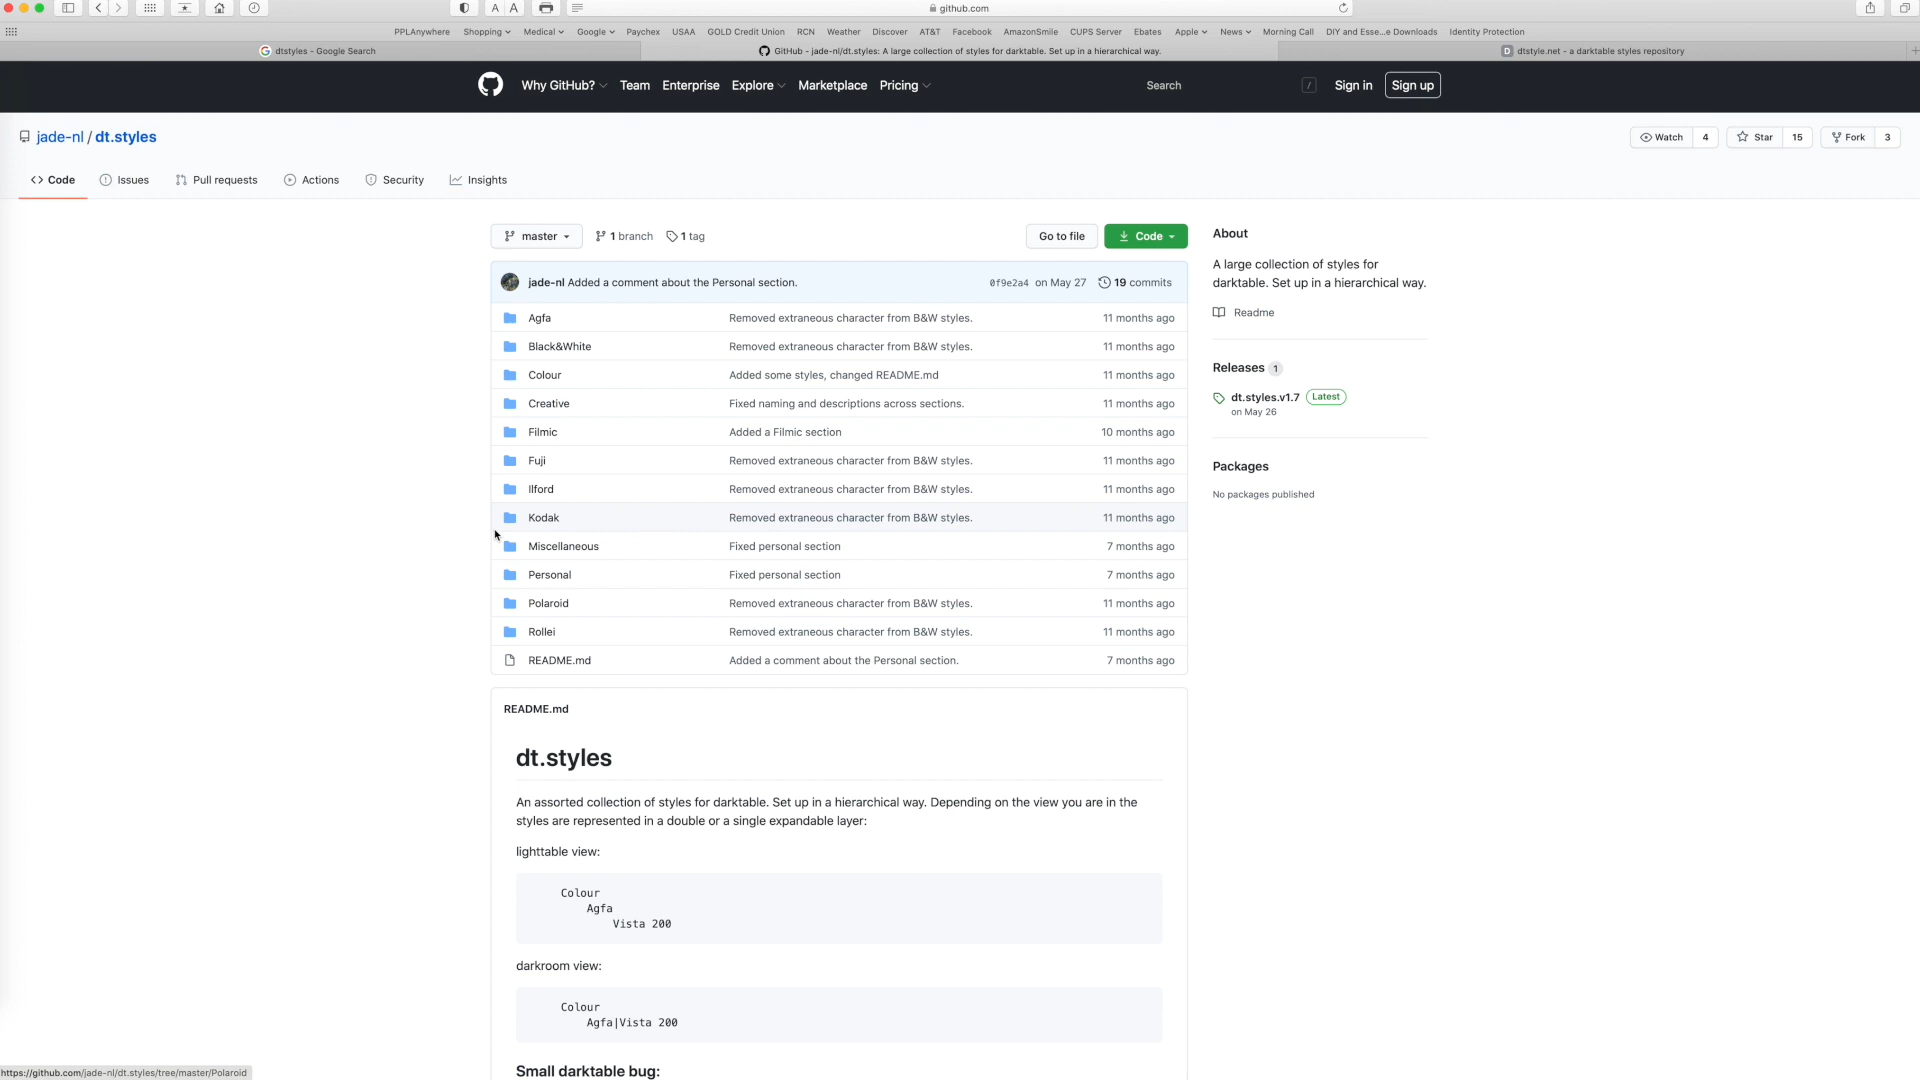 A A github.com
PPLAnywhere Shopping Medical Google Paychex USAA GOLD Credit Union RCN Weather Discover AT&T Facebook AmazonSmile CUPS Server Ebates Apple News Morning Call DIY and Esse...e Downloads Identity Protection
G dtstyles - Google Search GitHub - jade-nl/dt.styles: A large collection of styles for darktable. Set up in a hierarchical way. D dtstyle.net - a darktable styles repository
Why GitHub? Team Enterprise Explore Marketplace Pricing Search / Sign in Sign up
jade-nl / dt.styles Watch 4 Star 15 Fork 3
Code Issues Pull requests Actions Security Insights
master 1 branch 1 tag Go to file Code
jade-nl Added a comment about the Personal section. 0f9e2a4 on May 27 19 commits
Agfa Removed extraneous character from B&W styles. 11 months ago
Black&White Removed extraneous character from B&W styles. 11 months ago
Colour Added some styles, changed README.md 11 months ago
Creative Fixed naming and descriptions across sections. 11 months ago
Filmic Added a Filmic section 10 months ago
Fuji Removed extraneous character from B&W styles. 11 months ago
Ilford Removed extraneous character from B&W styles. 11 months ago
Kodak Removed extraneous character from B&W styles. 11 months ago
Miscellaneous Fixed personal section 7 months ago
Personal Fixed personal section 7 months ago
Polaroid Removed extraneous character from B&W styles. 11 months ago
Rollei Removed extraneous character from B&W styles. 11 months ago
README.md Added a comment about the Personal section. 7 months ago
About
A large collection of styles for
darktable. Set up in a hierarchical way.
Readme
Releases 1
dt.styles.v1.7 Latest
on May 26
Packages
No packages published
README.md
dt.styles
An assorted collection of styles for darktable. Set up in a hierarchical way. Depending on the view you are in the
styles are represented in a double or a single expandable layer:
lighttable view:
Colour
Agfa
Vista 200
darkroom view:
Colour
Agfa|Vista 200
Small darktable bug:
https://github.com/jade-nl/dt.styles/tree/master/Polaroid